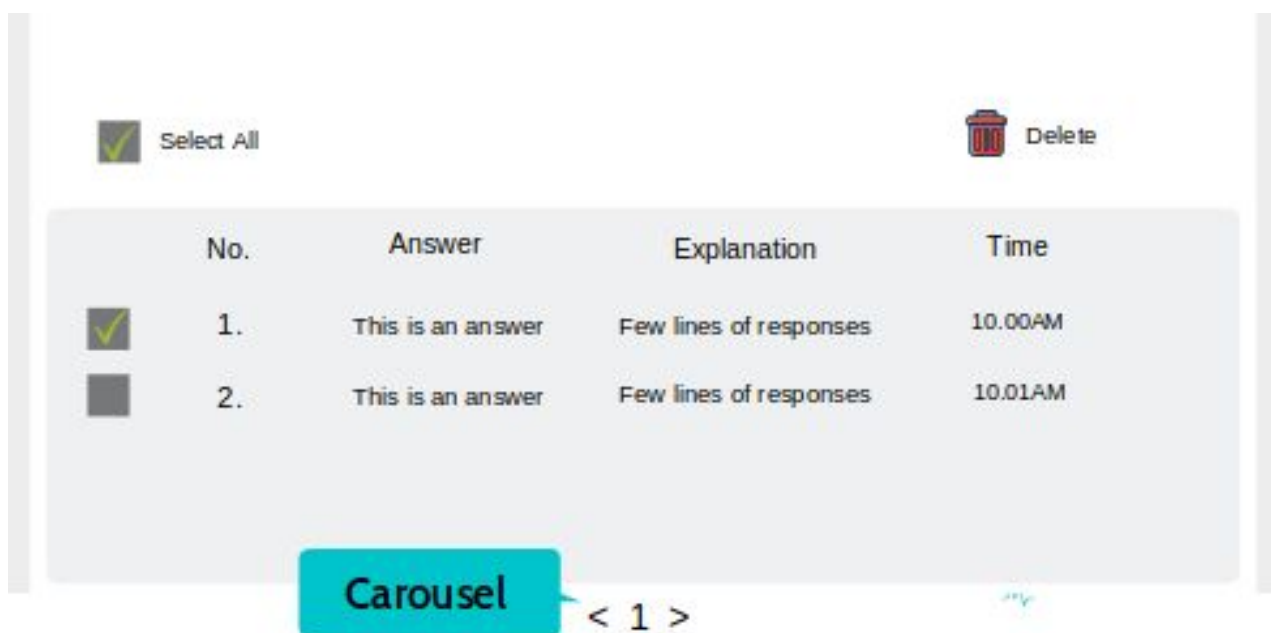 Select All
Delete
No. Answer Explanation Time
1. This is an answer Few lines of responses 10.00AM
2. This is an answer Few lines of responses 10.01AM
Carousel
< 1 >